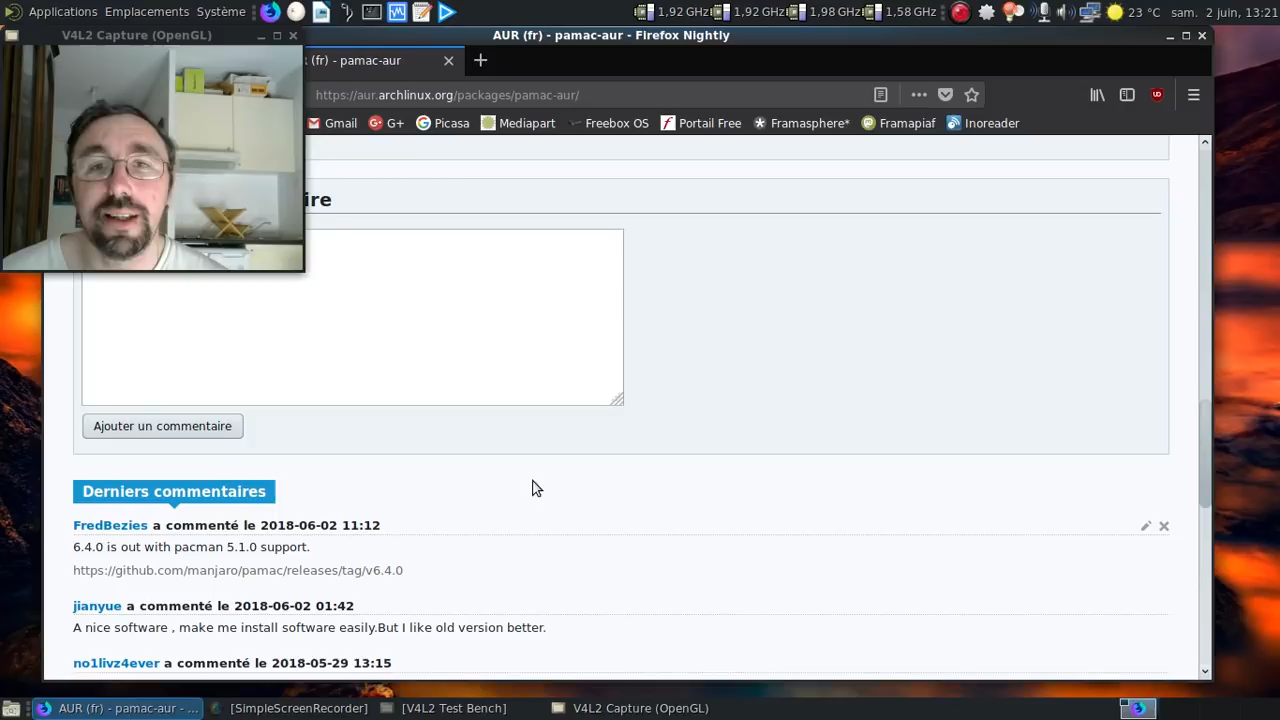 Applications Emplacements Système
1,92 GHz 1,92 GHz 1,98 GHz 1,58 GHz 23 °C sam. 2 juin, 13:21
V4L2 Capture (OpenGL)
AUR (fr) - pamac-aur - Firefox Nightly
(fr) - pamac-aur
https://aur.archlinux.org/packages/pamac-aur/
Gmail G+ Picasa Mediapart Freebox OS Portail Free Framasphere* Framapiaf Inoreader
ire
Ajouter un commentaire
Derniers commentaires
FredBezies a commenté le 2018-06-02 11:12
6.4.0 is out with pacman 5.1.0 support.
https://github.com/manjaro/pamac/releases/tag/v6.4.0
jianyue a commenté le 2018-06-02 01:42
A nice software , make me install software easily.But I like old version better.
no1livz4ever a commenté le 2018-05-29 13:15
AUR (fr) - pamac-aur - ... [SimpleScreenRecorder] [V4L2 Test Bench] V4L2 Capture (OpenGL)